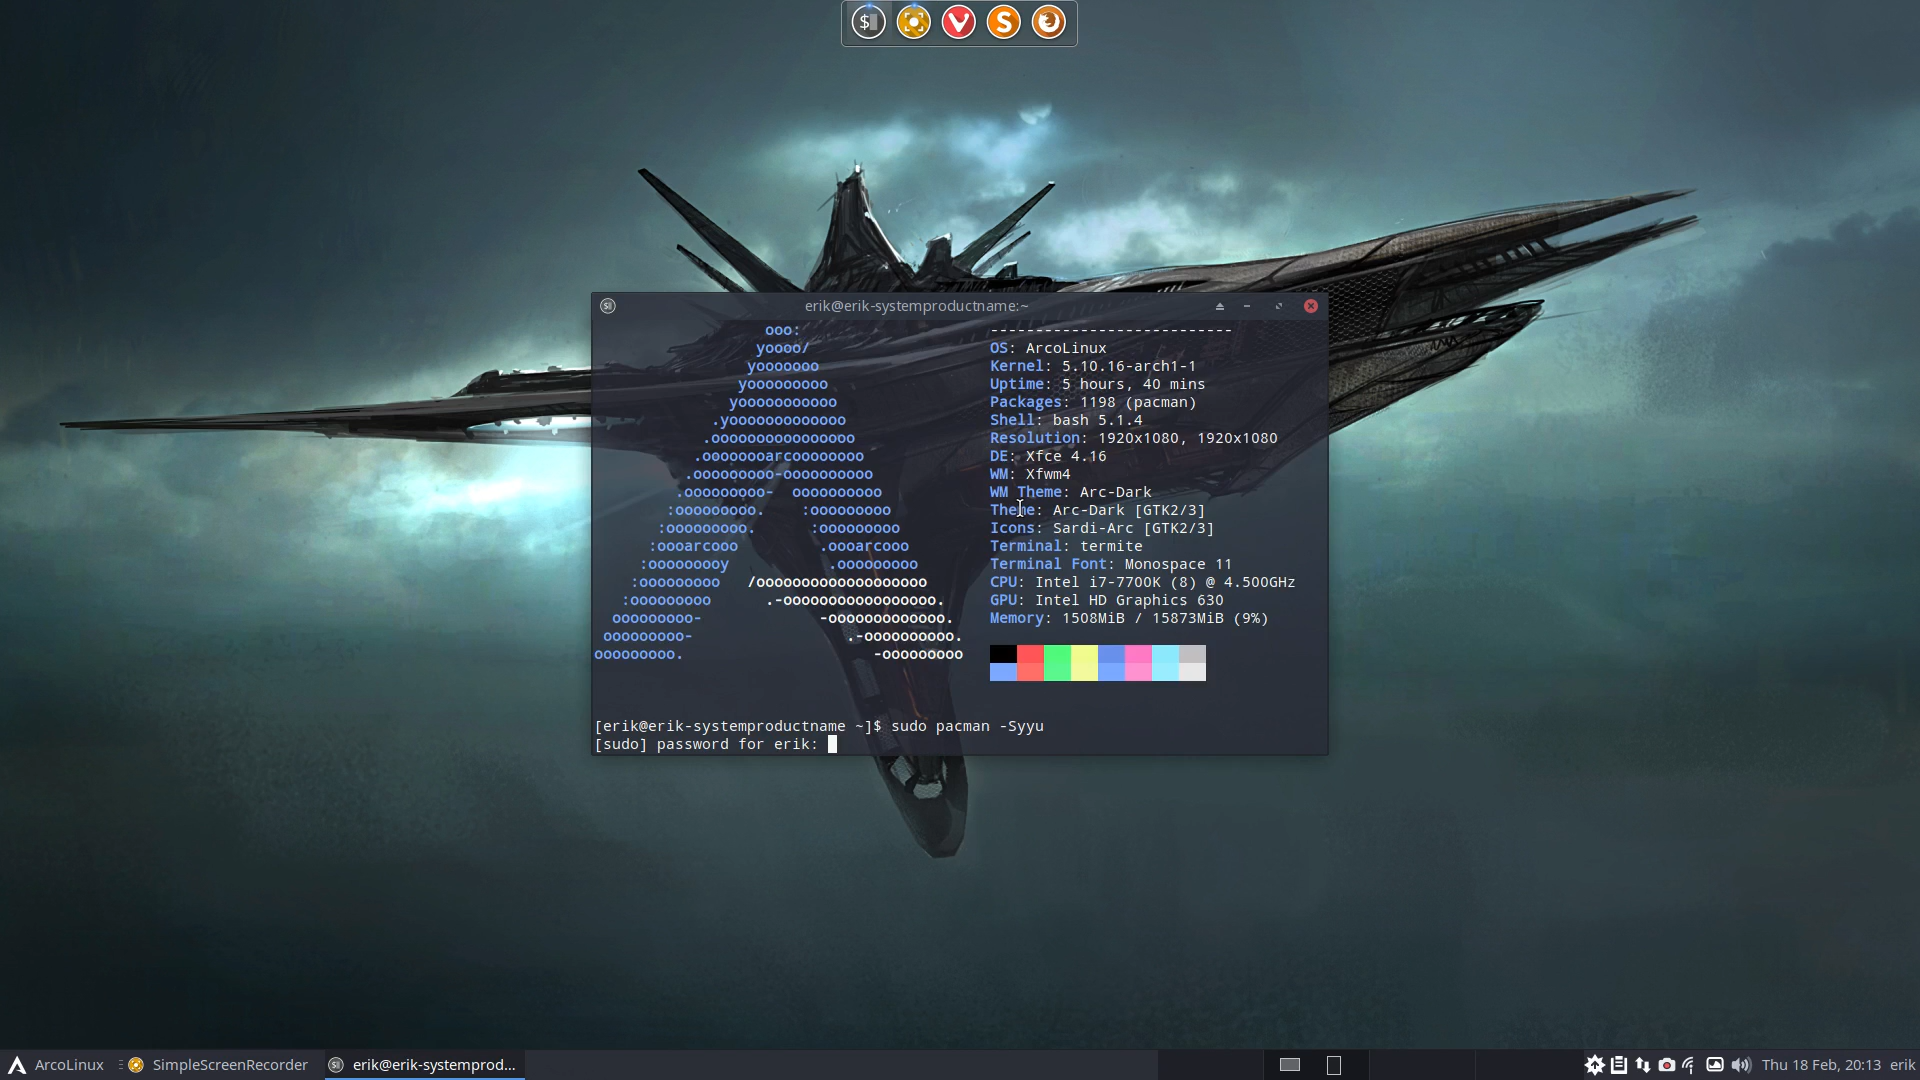 $
S
erik@erik-systemproductname:~
ooo:
yoooo/
yooooooo
yooooooooo
yooooooooooo
.yooooooooooooo
.oooooooooooooooo
.oooooooarcoooooooo
.ooooooooo-oooooooooo
.ooooooooo-  oooooooooo
:ooooooooo.    :ooooooooo
:ooooooooo.      :ooooooooo
:oooarcooo         .oooarcooo
:ooooooooy           .ooooooooo
:ooooooooo   /ooooooooooooooooooo
:ooooooooo      .-ooooooooooooooooo.
ooooooooo-             -ooooooooooooo.
ooooooooo-                 .-oooooooooo.
ooooooooo.                     -ooooooooo
---------------------------
OS: ArcoLinux
Kernel: 5.10.16-arch1-1
Uptime: 5 hours, 40 mins
Packages: 1198 (pacman)
Shell: bash 5.1.4
Resolution: 1920x1080, 1920x1080
DE: Xfce 4.16
WM: Xfwm4
WM Theme: Arc-Dark
Theme: Arc-Dark [GTK2/3]
Icons: Sardi-Arc [GTK2/3]
Terminal: termite
Terminal Font: Monospace 11
CPU: Intel i7-7700K (8) @ 4.500GHz
GPU: Intel HD Graphics 630
Memory: 1508MiB / 15873MiB (9%)
[erik@erik-systemproductname ~]$ sudo pacman -Syyu
[sudo] password for erik:
ArcoLinux
SimpleScreenRecorder
erik@erik-systemprod...
Thu 18 Feb, 20:13
erik